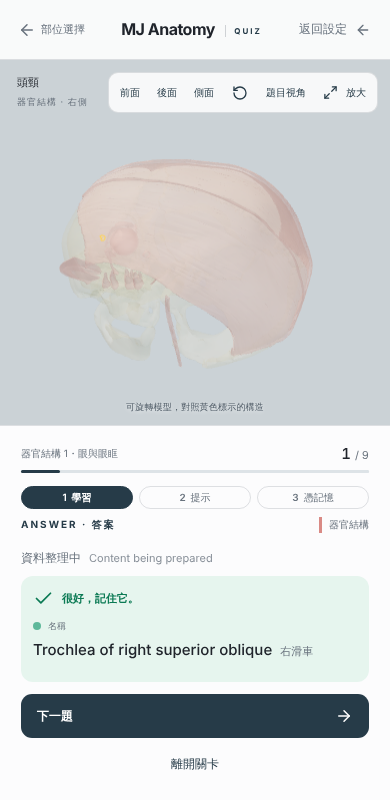 部位選擇
MJ Anatomy QUIZ
返回設定
頭頸
器官結構 · 右側
前面 後面 側面 題目視角 放大
可旋轉模型，對照黃色標示的構造
器官結構 1 · 眼與眼眶
1 / 9
1 學習
2 提示
3 憑記憶
ANSWER · 答案
器官結構
資料整理中 Content being prepared
很好，記住它。
名稱
Trochlea of right superior oblique 右滑車
下一題
離開關卡